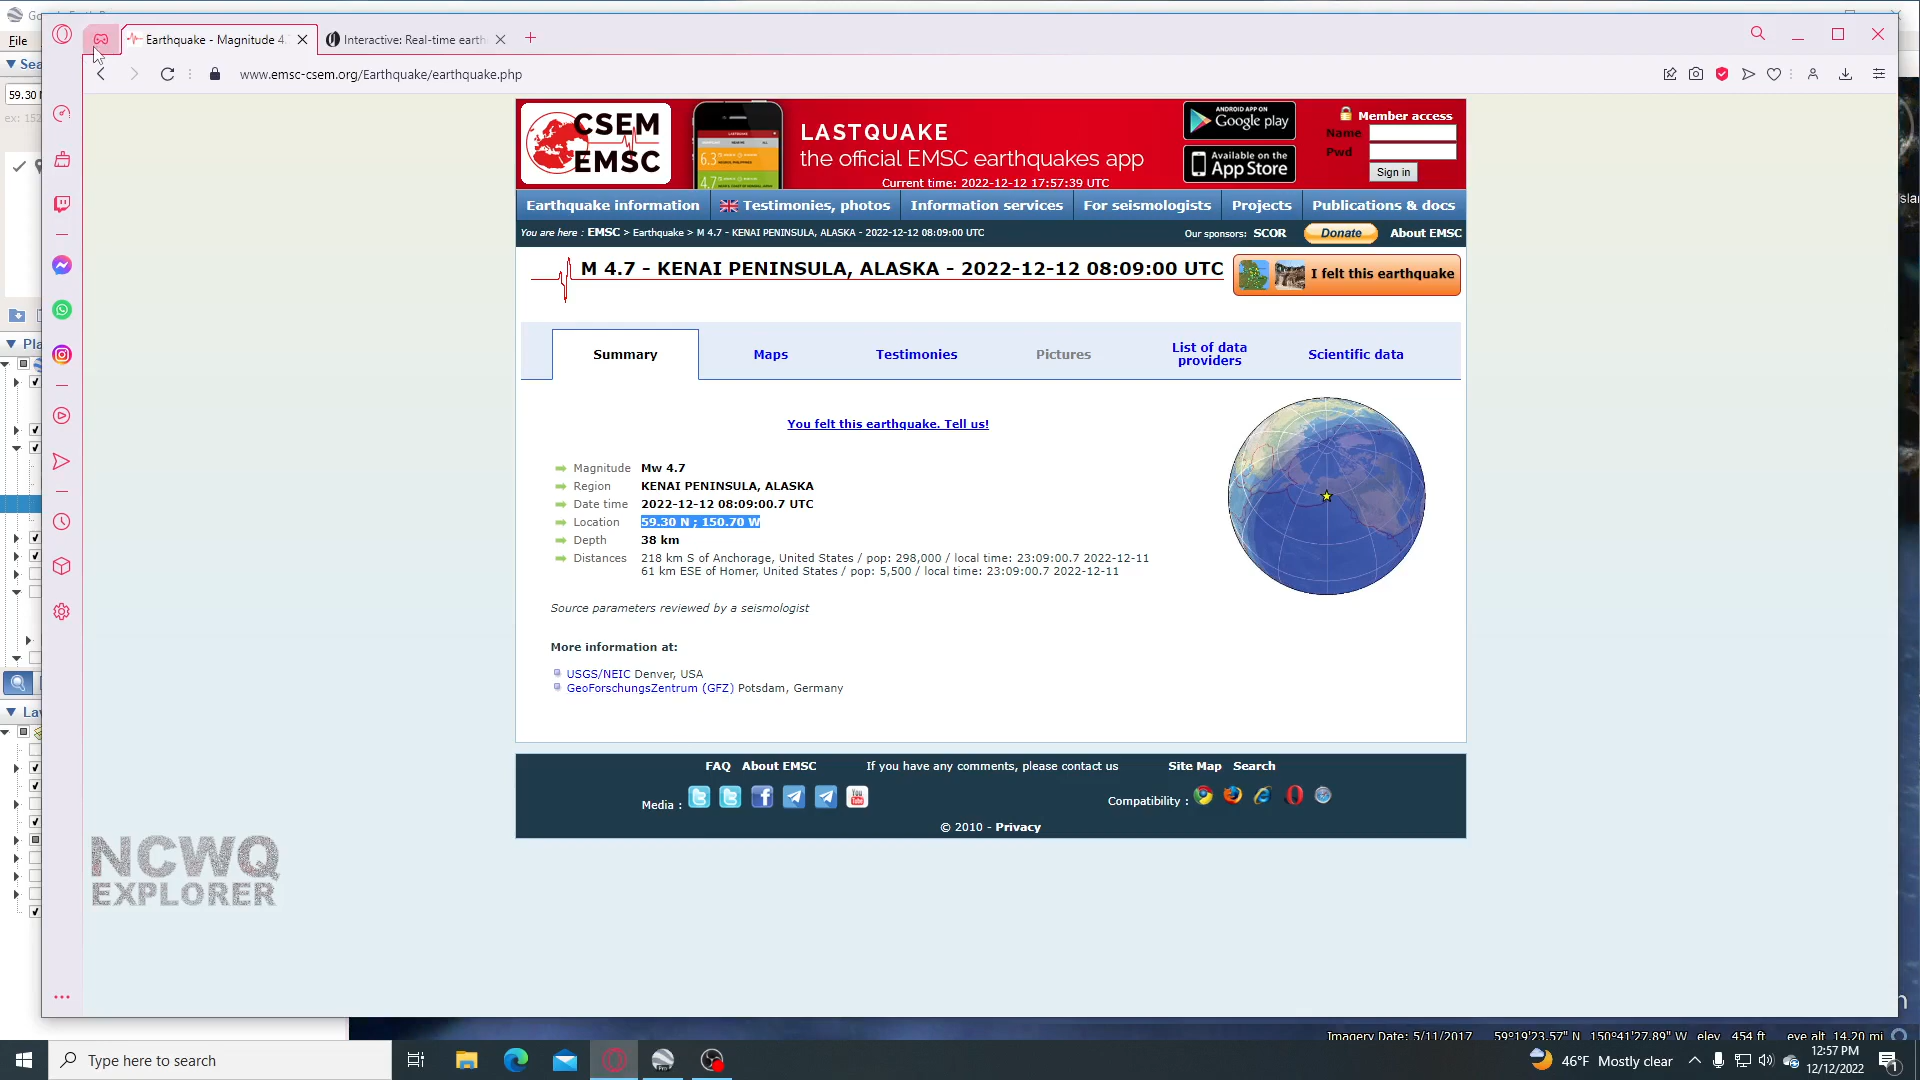 Earthquake - Magnitude 4.
Interactive: Real-time earth
File
www.emsc-csem.org/Earthquake/earthquake.php
59.30
CSEM
EMSC
LASTQUAKE
the official EMSC earthquakes app
Current time: 2022-12-12 17:57:39 UTC
ANDROID APP ON
Google play
Available on the
App Store
Member access
Name
Pwd
Sign in
Earthquake information
Testimonies, photos
Information services
For seismologists
Projects
Publications & docs
You are here : EMSC > Earthquake > M 4.7 - KENAI PENINSULA, ALASKA - 2022-12-12 08:09:00 UTC
Our sponsors: SCOR
Donate
About EMSC
M 4.7 - KENAI PENINSULA, ALASKA - 2022-12-12 08:09:00 UTC
I felt this earthquake
Summary
Maps
Testimonies
Pictures
List of data
providers
Scientific data
You felt this earthquake. Tell us!
Magnitude Mw 4.7
Region KENAI PENINSULA, ALASKA
Date time 2022-12-12 08:09:00.7 UTC
Location 59.30 N ; 150.70 W
Depth 38 km
Distances 218 km S of Anchorage, United States / pop: 298,000 / local time: 23:09:00.7 2022-12-11
61 km ESE of Homer, United States / pop: 5,500 / local time: 23:09:00.7 2022-12-11
Source parameters reviewed by a seismologist
More information at:
USGS/NEIC Denver, USA
GeoForschungsZentrum (GFZ) Potsdam, Germany
FAQ About EMSC If you have any comments, please contact us Site Map Search
Media :
Compatibility :
© 2010 - Privacy
NCWQ
EXPLORER
Imagery Date: 5/11/2017 59°19'23.57" N 150°41'27.89" W elev 454 ft eye alt 14.20 mi
Type here to search
46°F Mostly clear
12:57 PM
12/12/2022